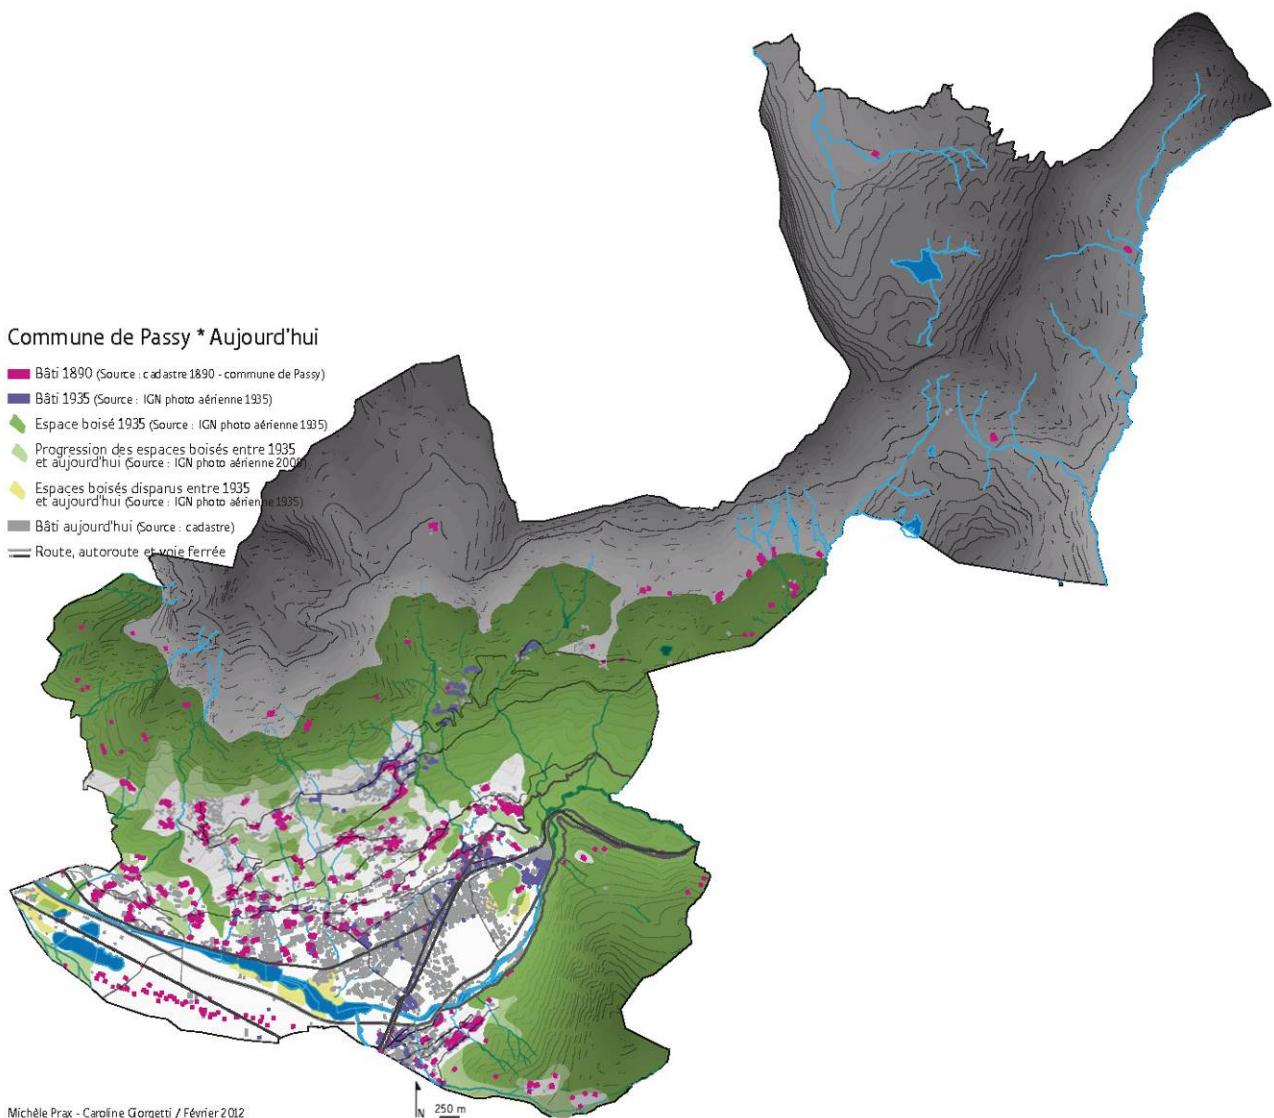 Commune de Passy * Aujourd'hui
Bâti 1890 (Source : cadastre 1890 - commune de Passy)
Bâti 1935 (Source : IGN photo aérienne 1935)
Espace boisé 1935 (Source : IGN photo aérienne 1935)
Progression des espaces boisés entre 1935
et aujourd'hui (Source : IGN photo aérienne 2008)
Espaces boisés disparus entre 1935
et aujourd'hui (Source : IGN photo aérienne 1935)
Bâti aujourd'hui (Source : cadastre)
Route, autoroute et voie ferrée
N 250 m
Michèle Prax - Caroline Giorgetti / Février 2012